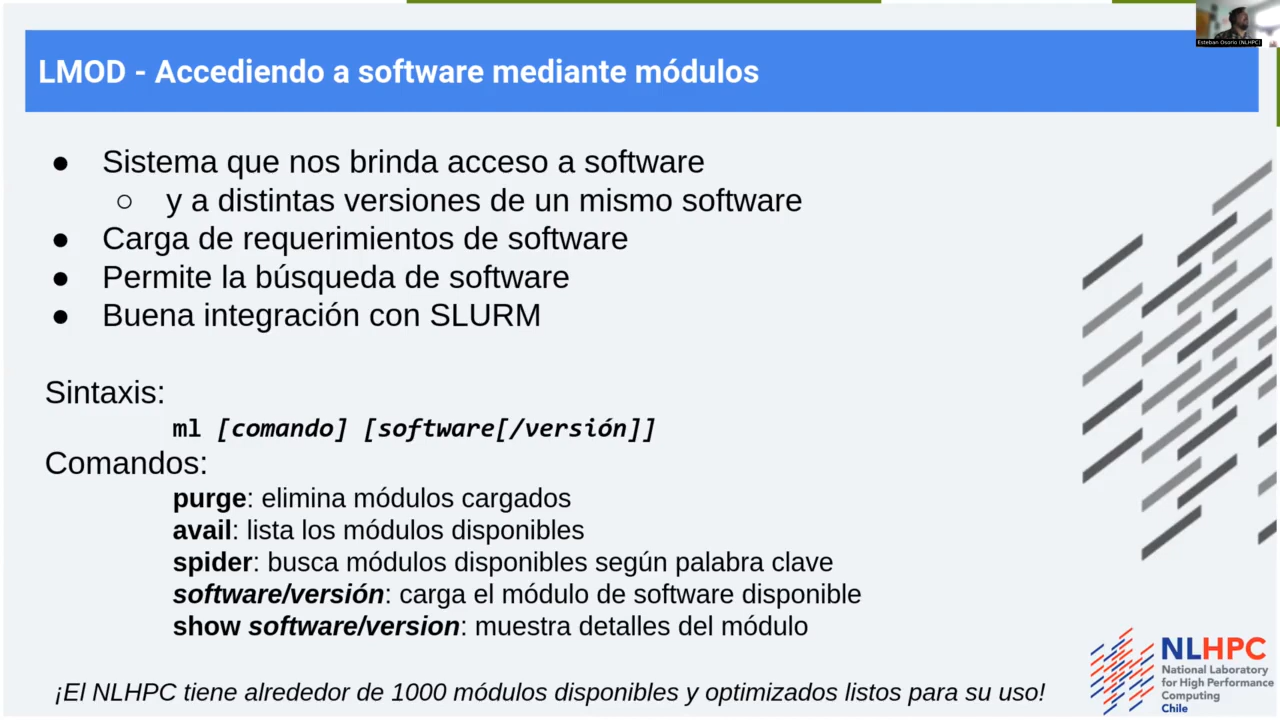 Esteban Osorio (NLHPC)
LMOD - Accediendo a software mediante módulos
● Sistema que nos brinda acceso a software
○ y a distintas versiones de un mismo software
● Carga de requerimientos de software
● Permite la búsqueda de software
● Buena integración con SLURM
Sintaxis:
ml [comando] [software[/versión]]
Comandos:
purge: elimina módulos cargados
avail: lista los módulos disponibles
spider: busca módulos disponibles según palabra clave
software/versión: carga el módulo de software disponible
show software/version: muestra detalles del módulo
¡El NLHPC tiene alrededor de 1000 módulos disponibles y optimizados listos para su uso!
NLHPC
National Laboratory
for High Performance
Computing
Chile